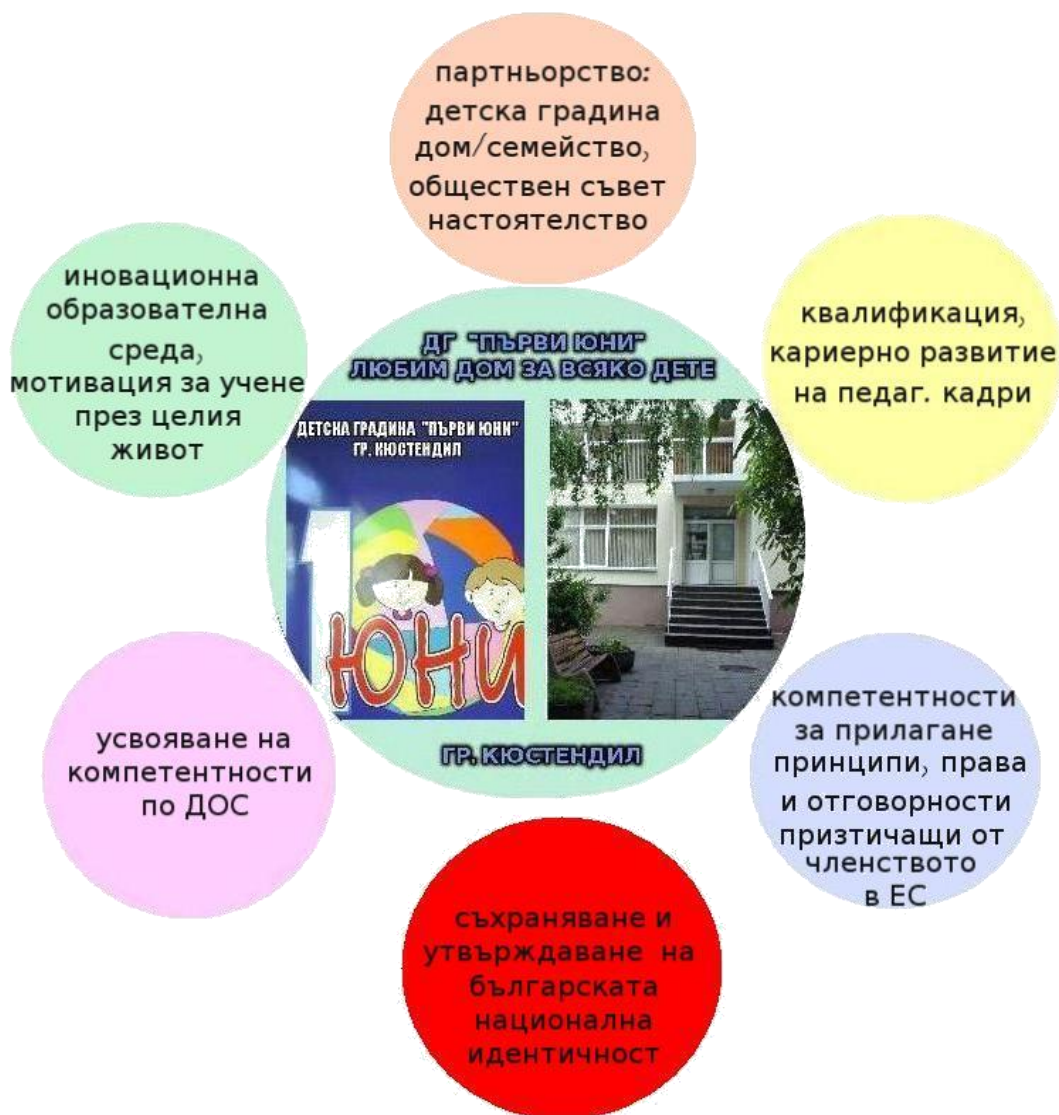 партньорство:
детска градина
дом/семейство,
обществен съвет
настоятелство
иновационна
образователна
среда,
мотивация за учене
през целия
живот
квалификация,
кариерно развитие
на педаг. кадри
ДГ "ПЪРВИ ЮНИ"
ЛЮБИМ ДОМ ЗА ВСЯКО ДЕТЕ
ДЕТСКА ГРАДИНА "ПЪРВИ ЮНИ"
ГР. КЮСТЕНДИЛ
1
ЮНИ
ГР. КЮСТЕНДИЛ
усвояване на
компетентности
по ДОС
компетентности
за прилагане
принципи, права
и отговорности
призтичащи от
членството
в ЕС
съхраняване и
утвърждаване на
българската
национална
идентичност